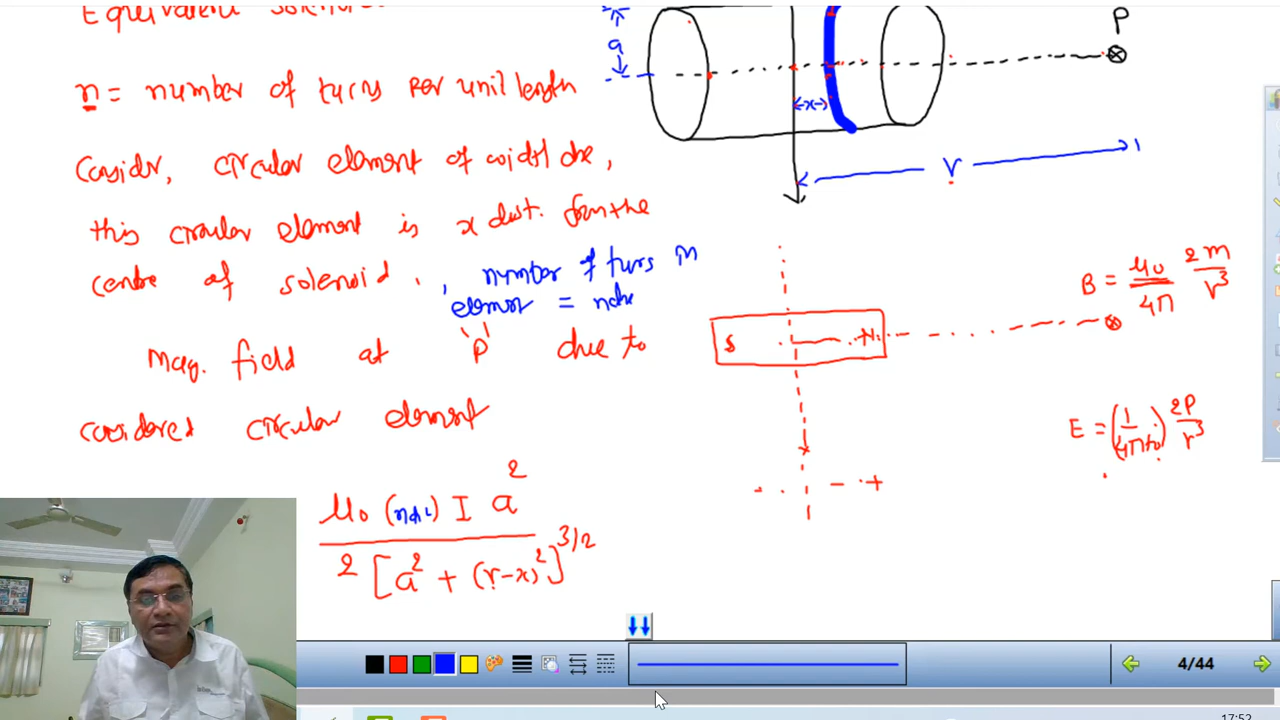 Equivalent solenoid
n = number of turns per unit length
Consider, circular element of width dx,
this circular element is x dist. from the
centre of solenoid. , number of turs in
elemet = ndx
Mag. field at 'P' due to
considered circular element
μ0 (ndx) I a²
2 [a² + (r-x)²]^3/2
a
P
x
r
S N
B = μ0/4π 2m/r³
E = (1/4πε0) 2P/r³
- +
4/44
17:52